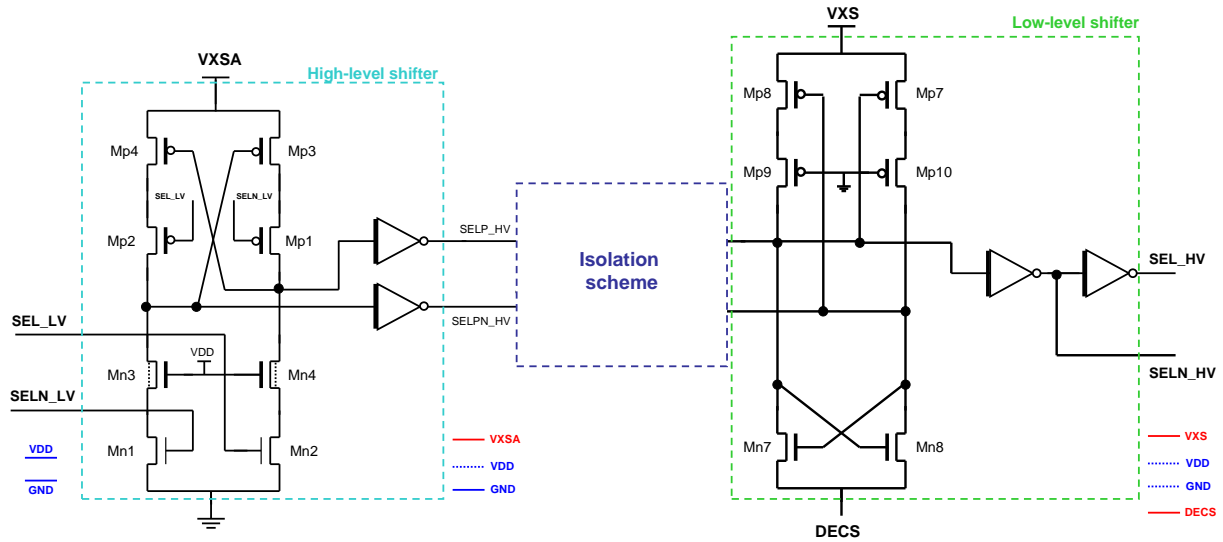 VXS
Low-level shifter
VXSA
High-level shifter
Mp8
Mp7
Mp4
Mp3
Mp9
Mp10
SEL_LV
SELN_LV
Mp2
Mp1
SELP_HV
Isolation
scheme
SEL_HV
SEL_LV
SELPN_HV
VDD
Mn3
Mn4
SELN_HV
SELN_LV
Mn1
Mn2
Mn7
Mn8
VDD
GND
VXSA
VDD
GND
VXS
VDD
GND
DECS
DECS